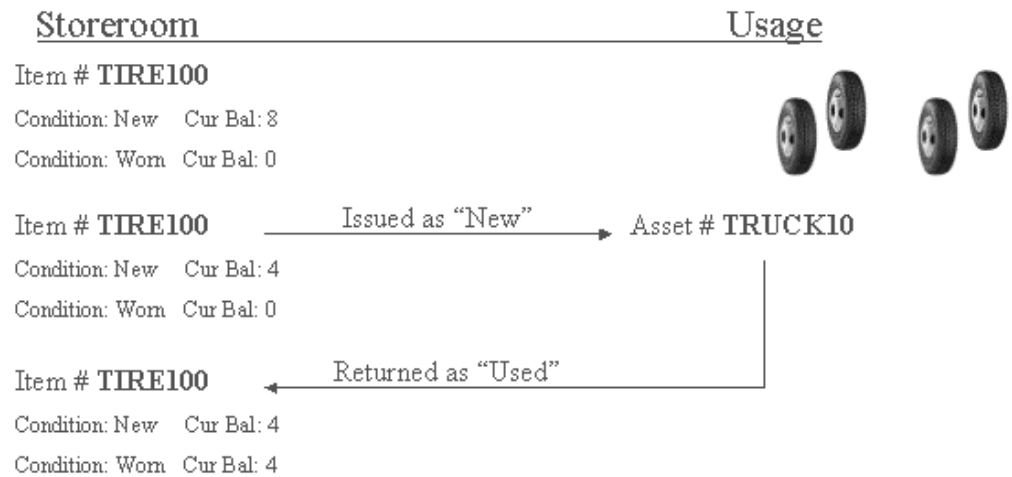 Storeroom Usage
Item # TIRE100
Condition: New Cur Bal: 8
Condition: Worn Cur Bal: 0
Item # TIRE100 Issued as “New” Asset # TRUCK10
Condition: New Cur Bal: 4
Condition: Worn Cur Bal: 0
Item # TIRE100 Returned as “Used”
Condition: New Cur Bal: 4
Condition: Worn Cur Bal: 4